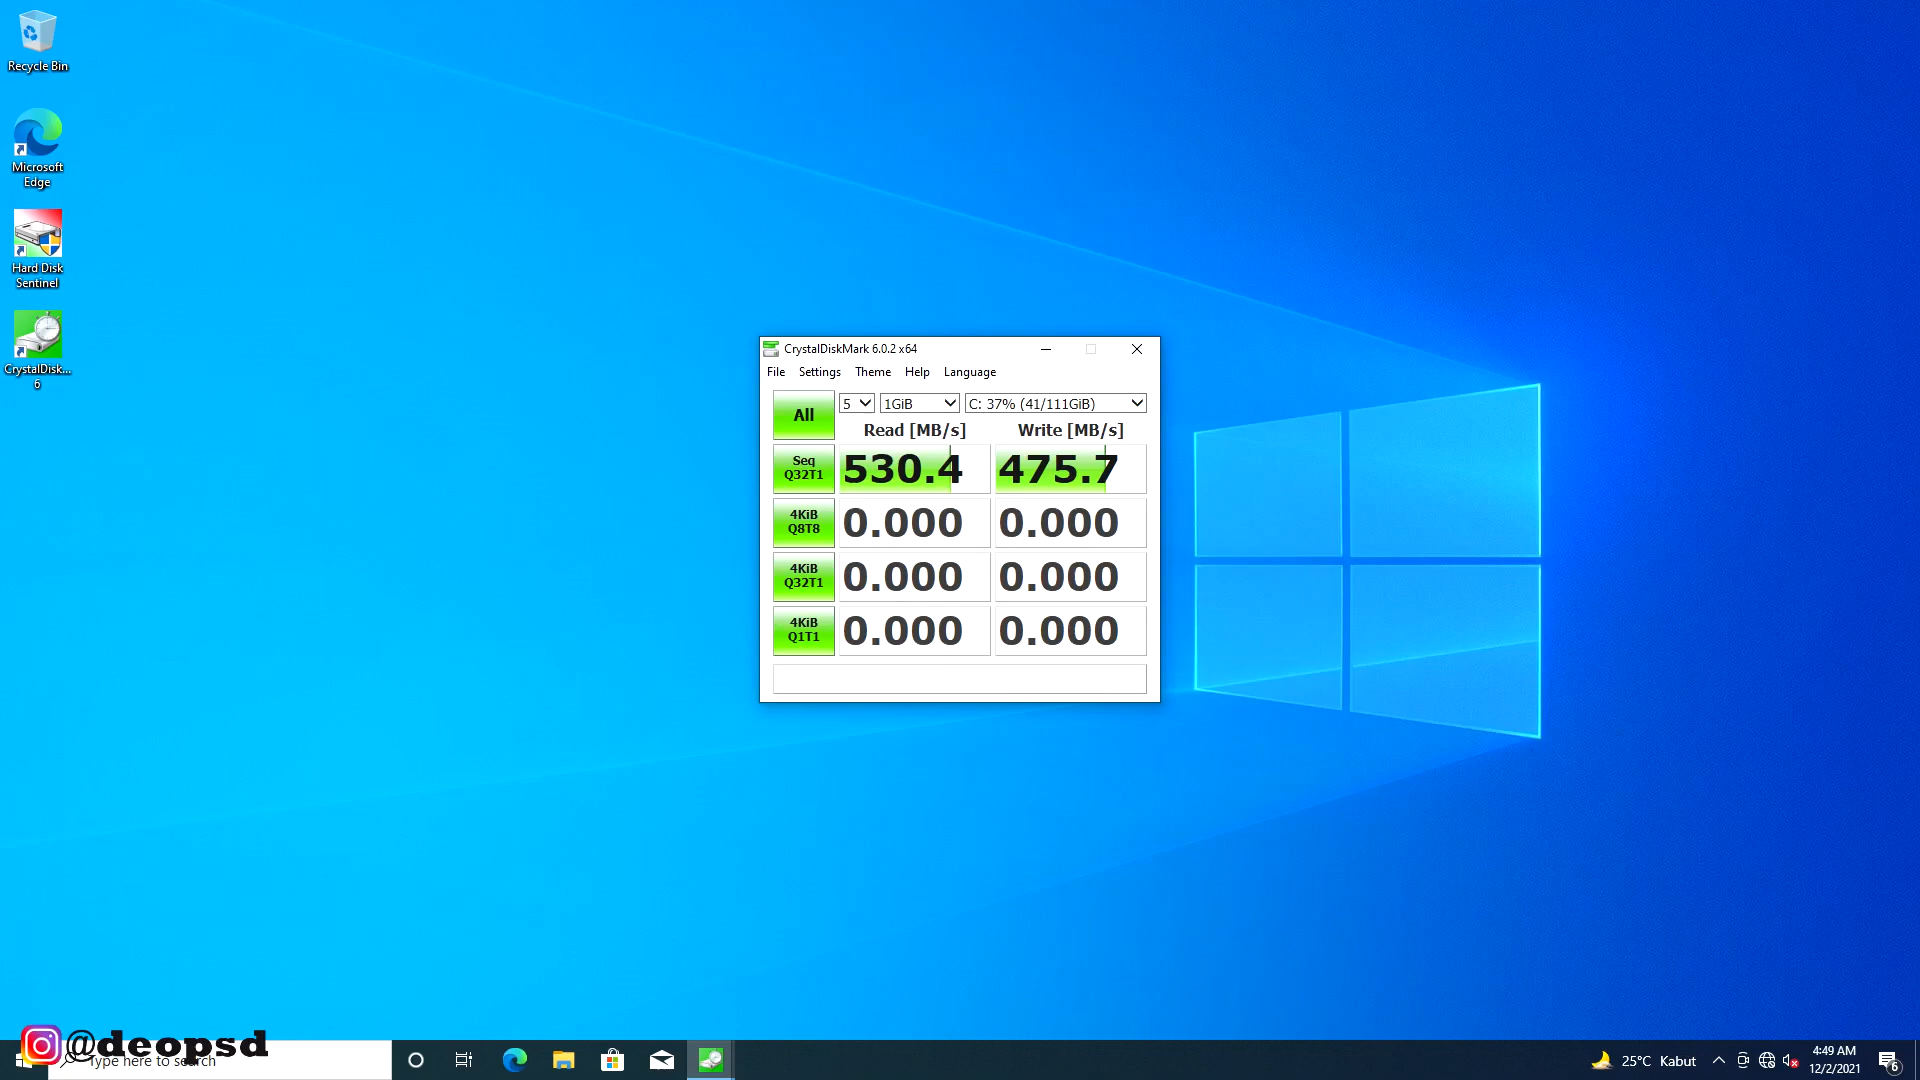 Recycle Bin
Microsoft
Edge
Hard Disk
Sentinel
CrystalDisk...
6
CrystalDiskMark 6.0.2 x64
File Settings Theme Help Language
All 5 1GiB C: 37% (41/111GiB)
Read [MB/s] Write [MB/s]
Seq
Q32T1
530.4 475.7
4KiB
Q8T8
0.000 0.000
4KiB
Q32T1
0.000 0.000
4KiB
Q1T1
0.000 0.000
@deopsd
Type here to search
25°C Kabut
4:49 AM
12/2/2021
6